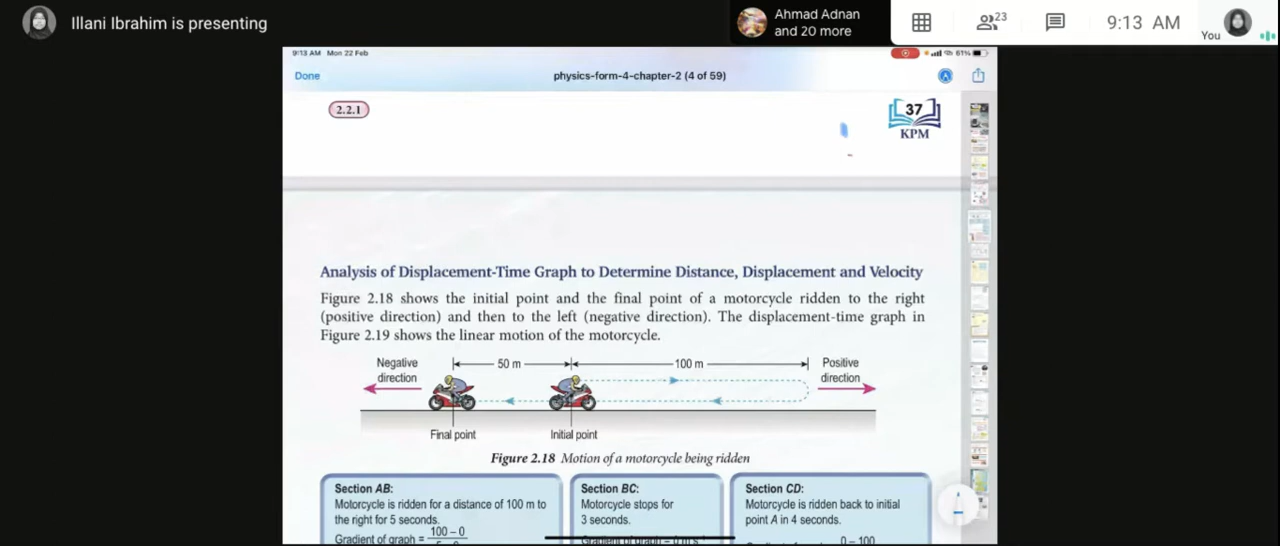 Illani Ibrahim is presenting
Ahmad Adnan
and 20 more
23
9:13 AM
You
9:13 AM Mon 22 Feb
61%
Done
physics-form-4-chapter-2 (4 of 59)
2.2.1
37
KPM
Analysis of Displacement-Time Graph to Determine Distance, Displacement and Velocity
Figure 2.18 shows the initial point and the final point of a motorcycle ridden to the right
(positive direction) and then to the left (negative direction). The displacement-time graph in
Figure 2.19 shows the linear motion of the motorcycle.
Negative
direction
50 m
100 m
Positive
direction
Final point
Initial point
Figure 2.18 Motion of a motorcycle being ridden
Section AB:
Motorcycle is ridden for a distance of 100 m to
the right for 5 seconds.
Gradient of graph = 100 – 0
Section BC:
Motorcycle stops for
3 seconds.
Section CD:
Motorcycle is ridden back to initial
point A in 4 seconds.
0 – 100